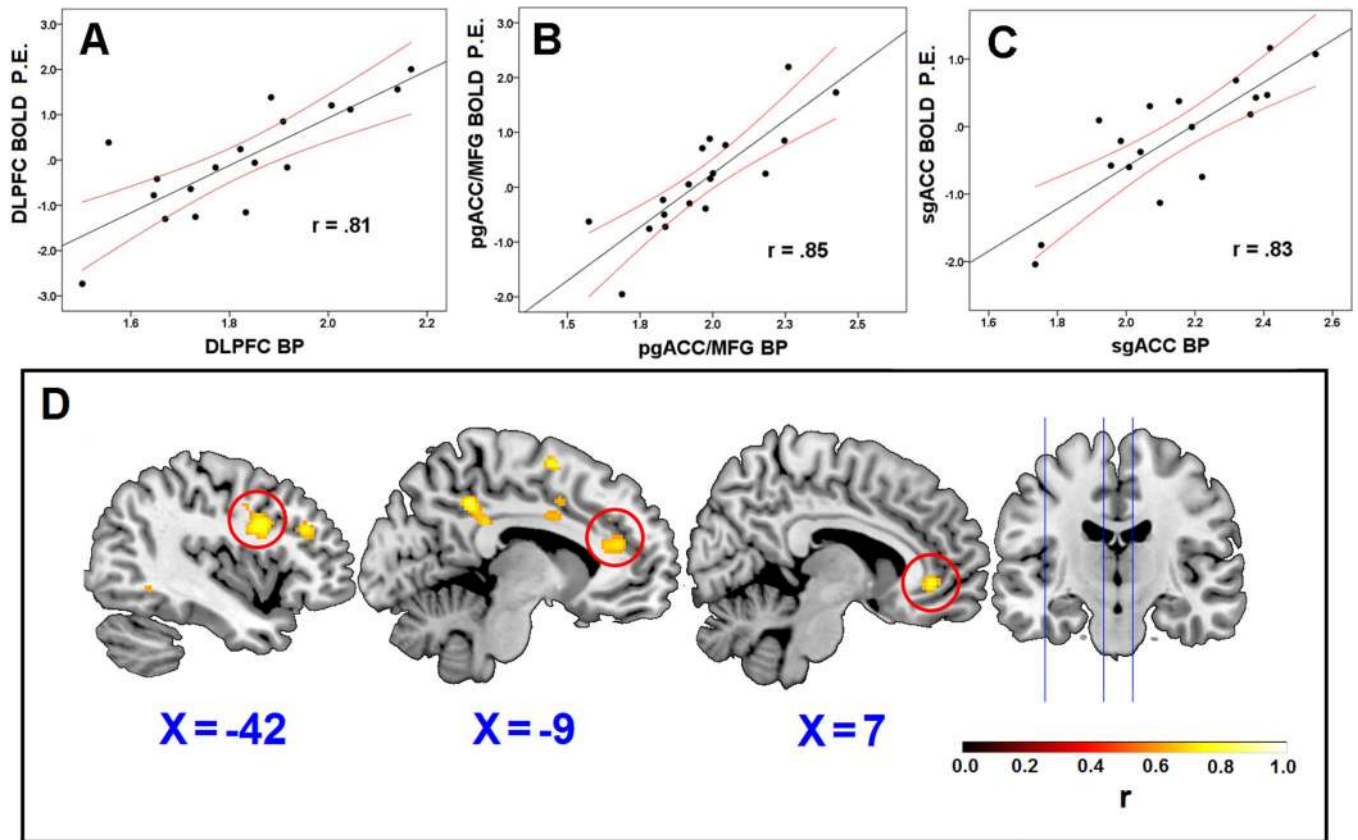 A
DLPFC BOLD P.E.
3.0
2.0
1.0
.0
-1.0
-2.0
-3.0
r = .81
1.6
1.8
2.0
2.2
DLPFC BP
B
pgACC/MFG BOLD P.E.
3.0
2.0
1.0
.0
-1.0
-2.0
r = .85
1.5
1.8
2.0
2.3
2.5
pgACC/MFG BP
C
sgACC BOLD P.E.
1.0
.0
-1.0
-2.0
r = .83
1.6
1.8
2.0
2.2
2.4
2.6
sgACC BP
D
X = -42
X = -9
X = 7
0.0 0.2 0.4 0.6 0.8 1.0
r